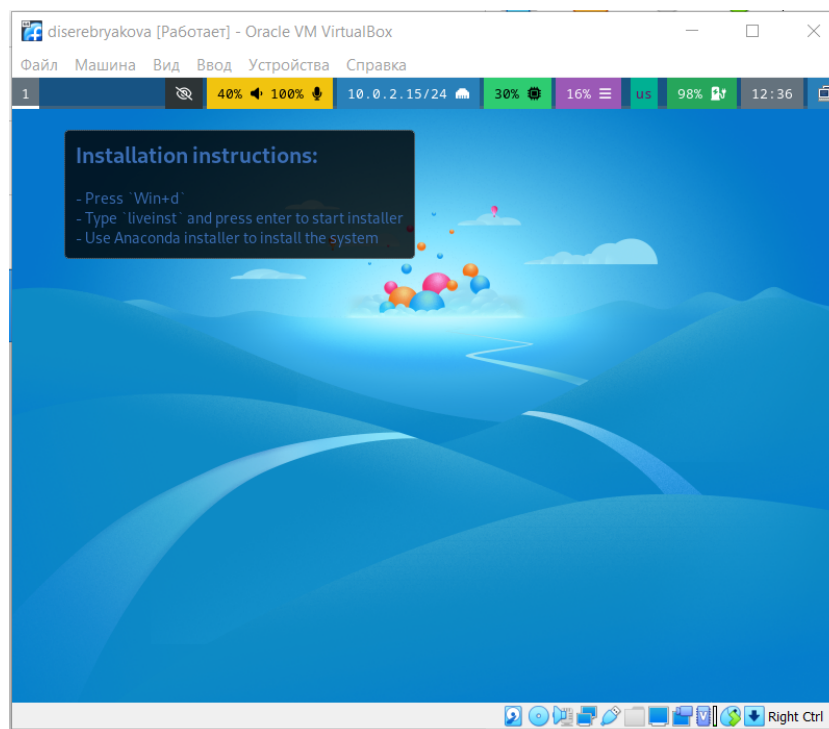 diserebryakova [Работает] - Oracle VM VirtualBox
Файл Машина Вид Ввод Устройства Справка
1 40% 100% 10.0.2.15/24 30% 16% us 98% 12:36
Installation instructions:
- Press `Win+d`
- Type `liveinst` and press enter to start installer
- Use Anaconda installer to install the system
Right Ctrl